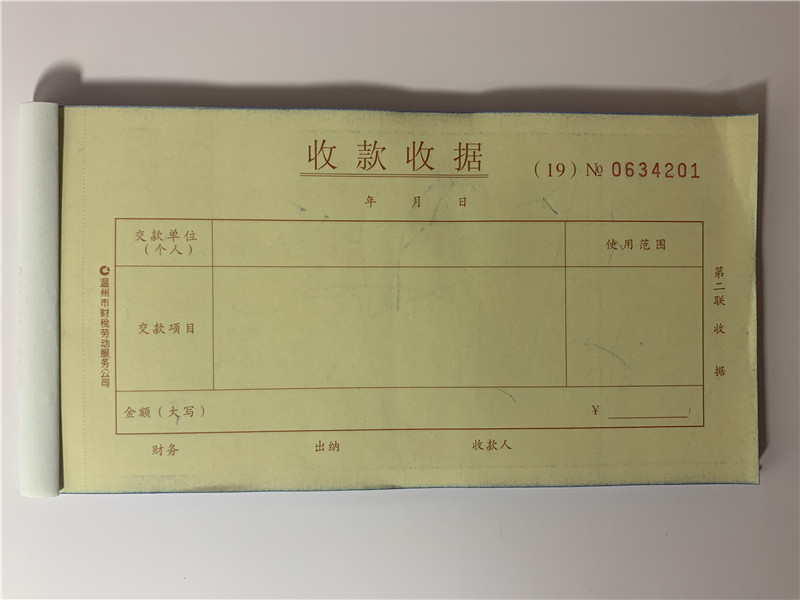 收款收据
(19) № 0634201
年 月 日
交款单位
(个人)
使用范围
交款项目
金额(大写)
￥
财务 出纳 收款人
温州市财税劳动服务公司
第二联 收据